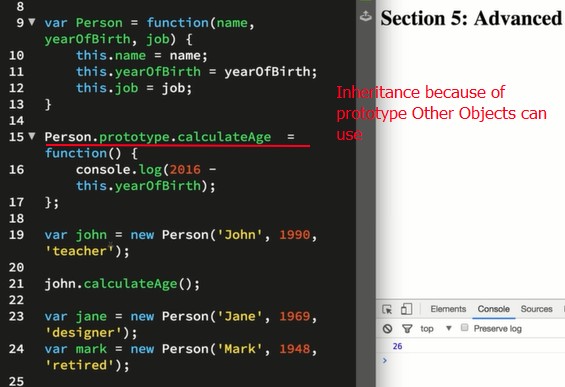 8
9 var Person = function(name,
yearOfBirth, job) {
10 this.name = name;
11 this.yearOfBirth = yearOfBirth;
12 this.job = job;
13 }
14
15 Person.prototype.calculateAge =
function() {
16 console.log(2016 -
this.yearOfBirth);
17 };
18
19 var john = new Person('John', 1990,
'teacher');
20
21 john.calculateAge();
22
23 var jane = new Person('Jane', 1969,
'designer');
24 var mark = new Person('Mark', 1948,
'retired');
25
Section 5: Advanced
Inheritance because of
prototype Other Objects can
use
Elements Console Sources
top Preserve log
26